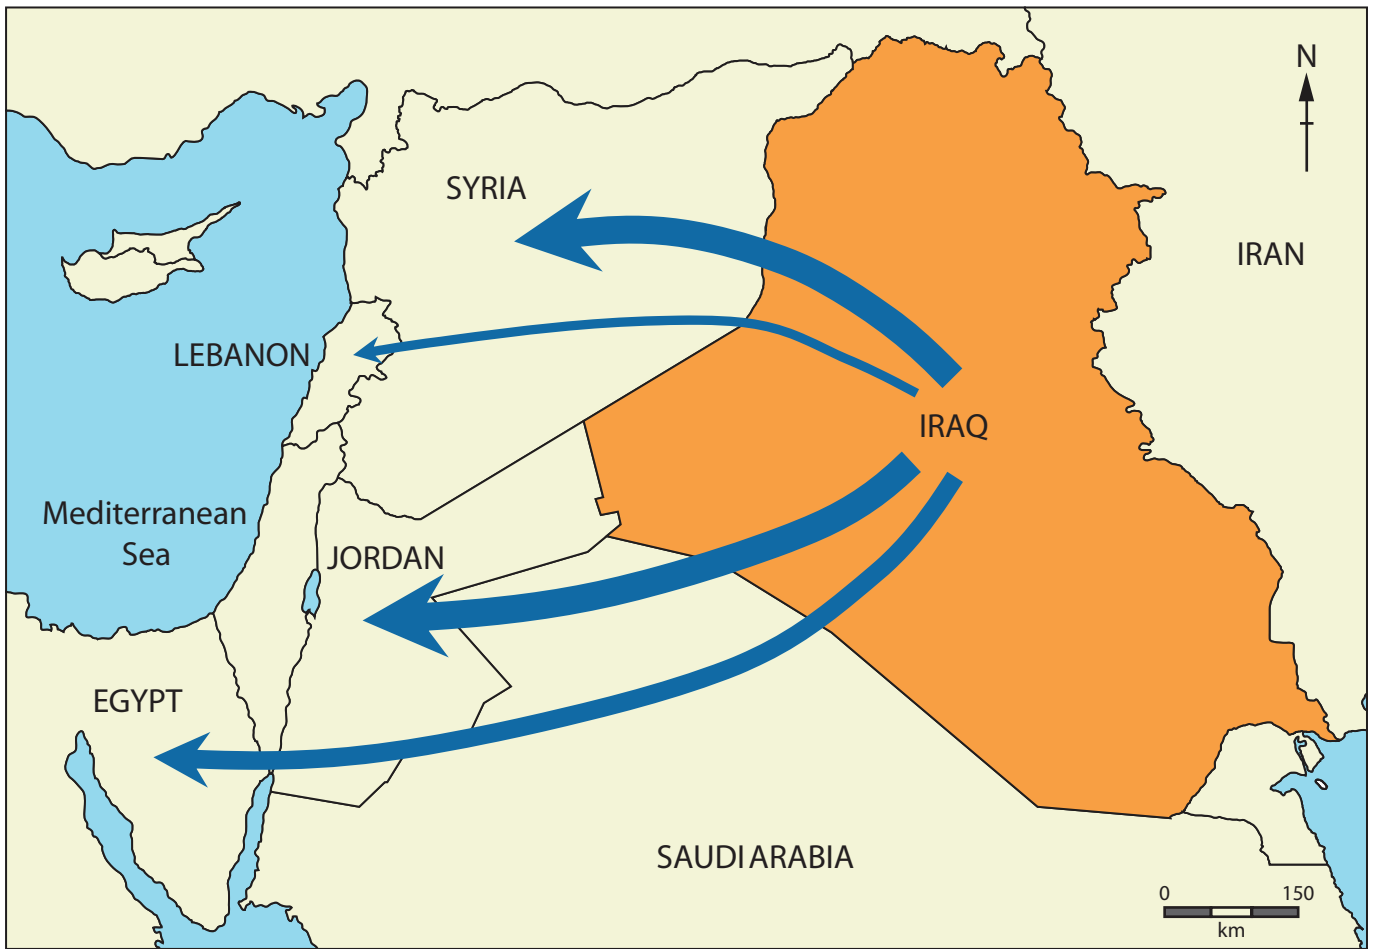 N
SYRIA
IRAN
LEBANON
IRAQ
Mediterranean
Sea
JORDAN
EGYPT
SAUDI ARABIA
0 150
km